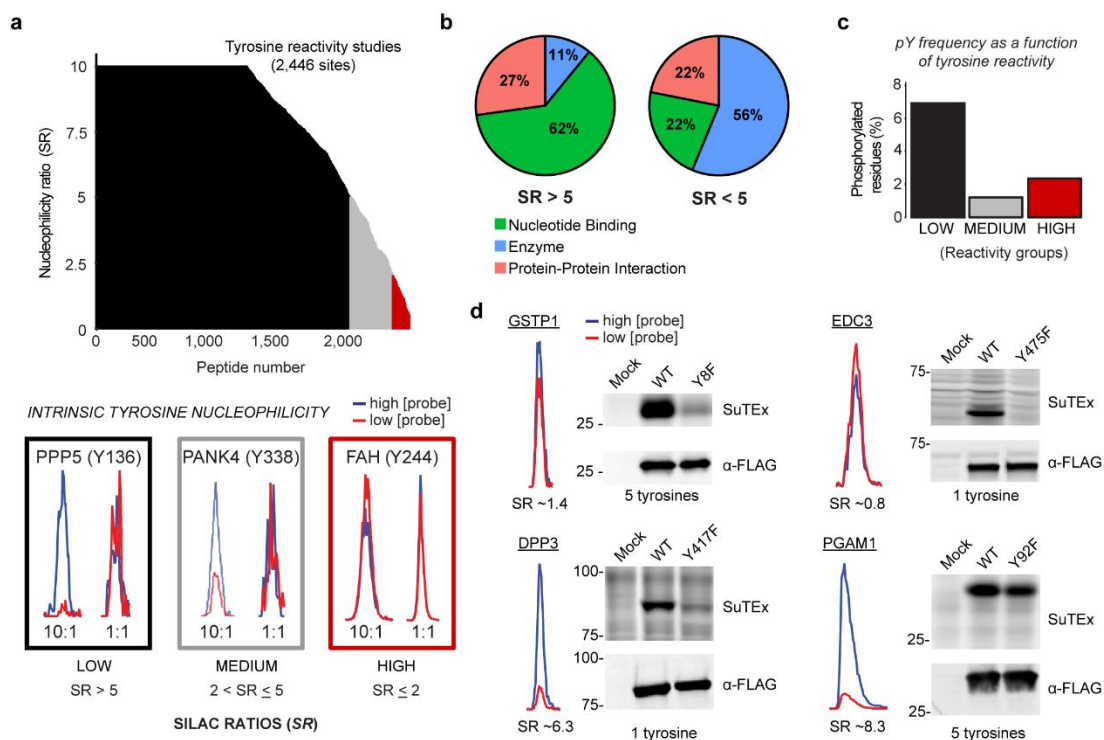 a
Tyrosine reactivity studies
(2,446 sites)
10
7.5
5
2.5
0
Nucleophilicity ratio (SR)
0
500
1,000
1,500
2,000
Peptide number
INTRINSIC TYROSINE NUCLEOPHILICITY
high [probe]
low [probe]
PPP5 (Y136)
10:1
1:1
LOW
SR > 5
PANK4 (Y338)
10:1
1:1
MEDIUM
2 < SR ≤ 5
FAH (Y244)
10:1
1:1
HIGH
SR ≤ 2
SILAC RATIOS (SR)
b
11%
27%
62%
SR > 5
22%
22%
56%
SR < 5
Nucleotide Binding
Enzyme
Protein-Protein Interaction
c
pY frequency as a function
of tyrosine reactivity
Phosphorylated
residues (%)
8
6
4
2
0
LOW
MEDIUM
HIGH
(Reactivity groups)
d
high [probe]
low [probe]
GSTP1
SR ~1.4
Mock
WT
Y8F
25
SuTEx
25
α-FLAG
5 tyrosines
EDC3
SR ~0.8
Mock
WT
Y475F
75
SuTEx
75
α-FLAG
1 tyrosine
DPP3
SR ~6.3
Mock
WT
Y417F
100
SuTEx
75
100
α-FLAG
75
1 tyrosine
PGAM1
SR ~8.3
Mock
WT
Y92F
SuTEx
25
α-FLAG
25
5 tyrosines